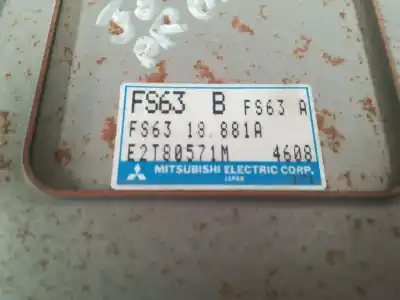 FS63 B FS63 A
FS63 18 881A
E2T80571M 4608
MITSUBISHI ELECTRIC CORP.
JAPAN